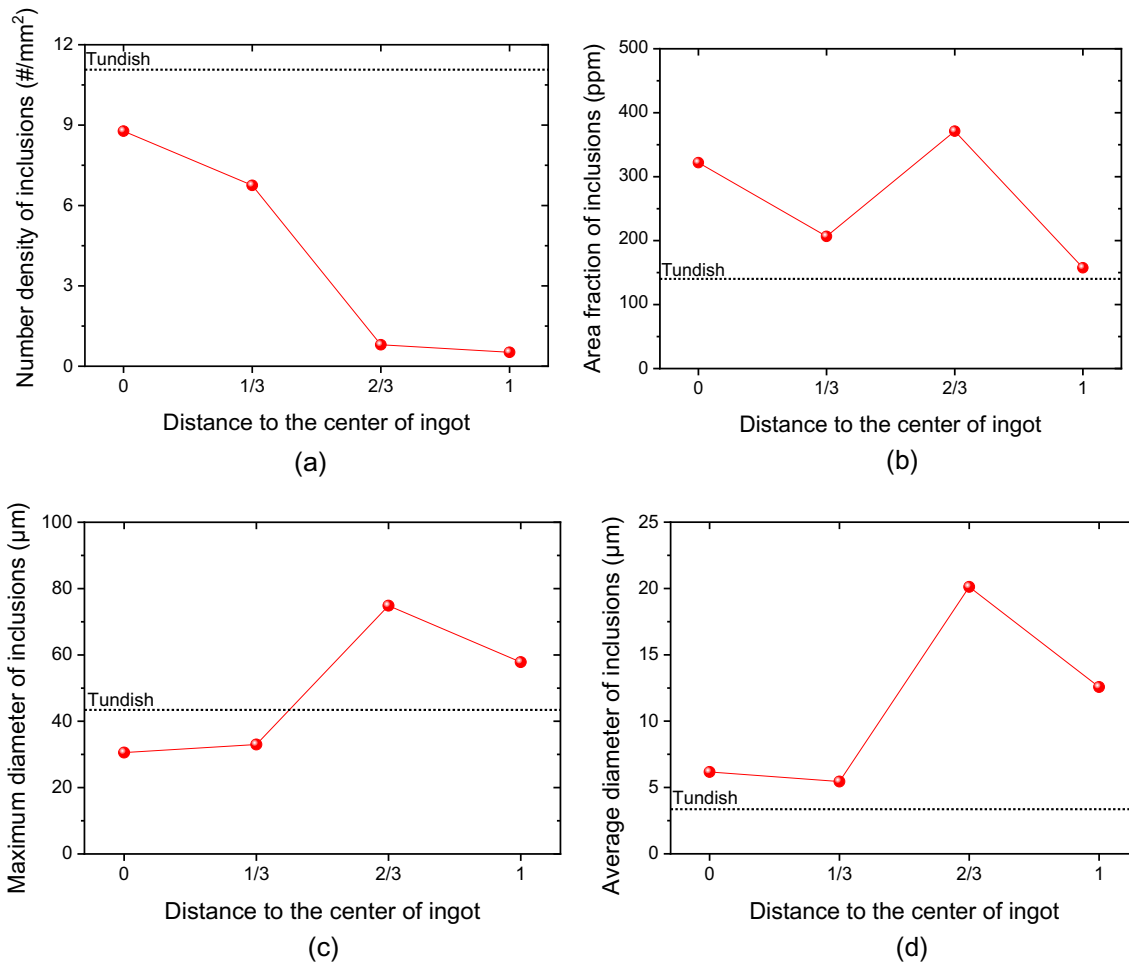 Number density of inclusions (#/mm²)
12
9
6
3
0
Tundish
0 1/3 2/3 1
Distance to the center of ingot
(a)
Area fraction of inclusions (ppm)
500
400
300
200
100
0
Tundish
0 1/3 2/3 1
Distance to the center of ingot
(b)
Maximum diameter of inclusions (μm)
100
80
60
40
20
0
Tundish
0 1/3 2/3 1
Distance to the center of ingot
(c)
Average diameter of inclusions (μm)
25
20
15
10
5
0
Tundish
0 1/3 2/3 1
Distance to the center of ingot
(d)